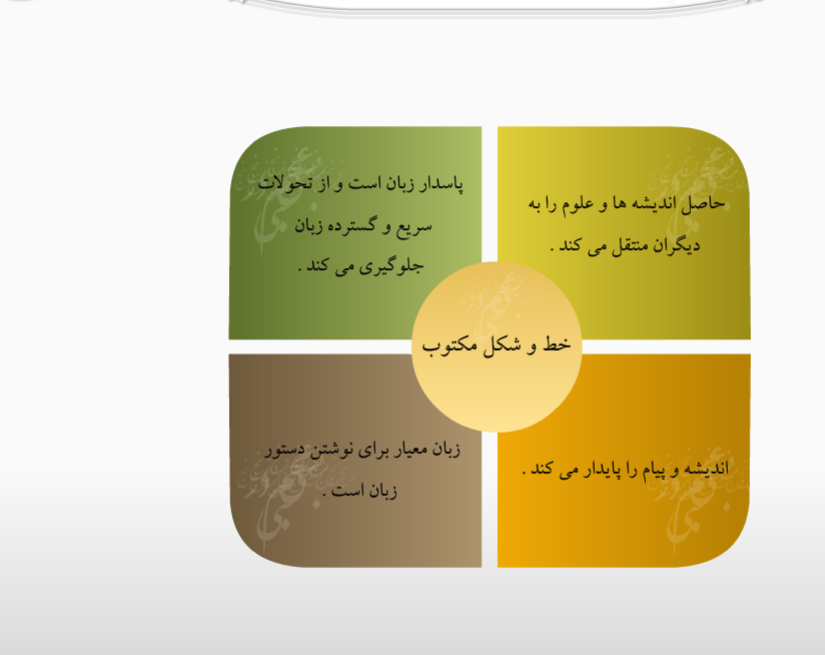 حاصل اندیشه ها و علوم را به
دیگران منتقل می کند .
پاسدار زبان است و از تحولات
سریع و گسترده زبان
جلوگیری می کند .
خط و شکل مکتوب
اندیشه و پیام را پایدار می کند .
زبان معیار برای نوشتن دستور
زبان است .